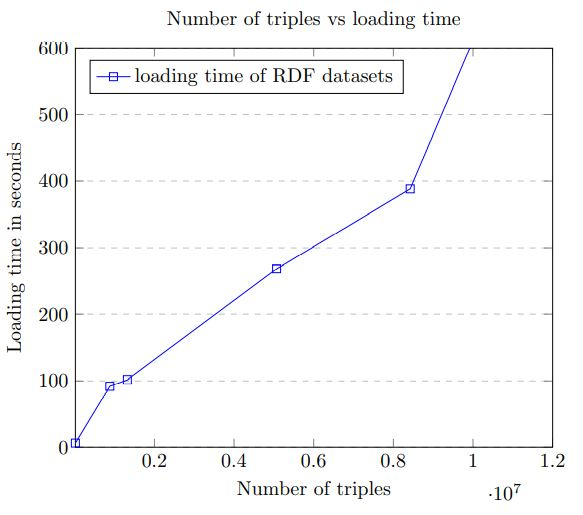 Number of triples vs loading time
loading time of RDF datasets
600
500
400
300
200
100
0
Loading time in seconds
0.2 0.4 0.6 0.8 1 1.2
Number of triples
·10⁷